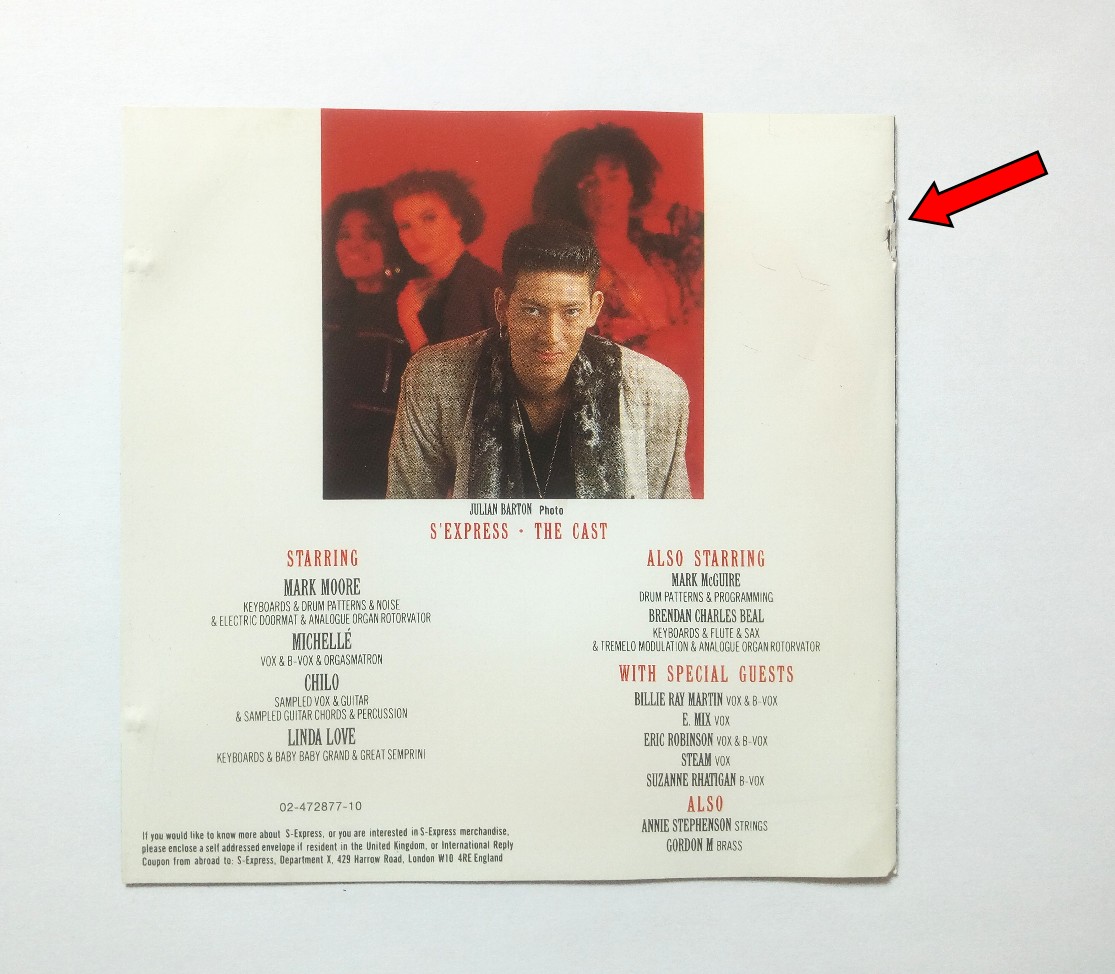 JULIAN BARTON Photo
S'EXPRESS · THE CAST
STARRING
MARK MOORE
KEYBOARDS & DRUM PATTERNS & NOISE
& ELECTRIC DOORMAT & ANALOGUE ORGAN ROTORVATOR
MICHELLÉ
VOX & B-VOX & ORGASMATRON
CHILO
SAMPLED VOX & GUITAR
& SAMPLED GUITAR CHORDS & PERCUSSION
LINDA LOVE
KEYBOARDS & BABY BABY GRAND & GREAT SEMPRINI
ALSO STARRING
MARK McGUIRE
DRUM PATTERNS & PROGRAMMING
BRENDAN CHARLES BEAL
KEYBOARDS & FLUTE & SAX
& TREMELO MODULATION & ANALOGUE ORGAN ROTORVATOR
WITH SPECIAL GUESTS
BILLIE RAY MARTIN VOX & B-VOX
E. MIX VOX
ERIC ROBINSON VOX & B-VOX
STEAM VOX
SUZANNE RHATIGAN B-VOX
ALSO
ANNIE STEPHENSON STRINGS
GORDON M BRASS
02-472877-10
If you would like to know more about S-Express, or you are interested in S-Express merchandise,
please enclose a self addressed envelope if resident in the United Kingdom, or International Reply
Coupon from abroad to: S-Express, Department X, 429 Harrow Road, London W10 4RE England